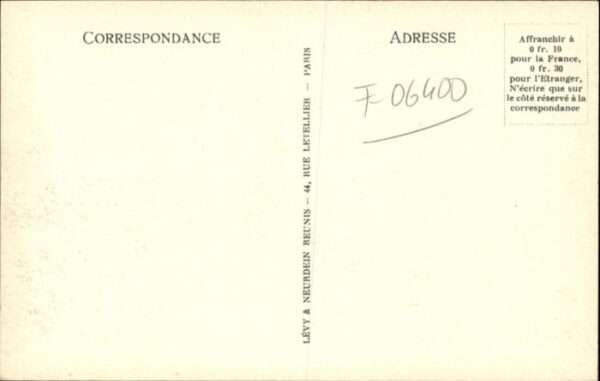 CORRESPONDANCE
ADRESSE
Affranchir à
0 fr. 10
pour la France,
0 fr. 30
pour l'Etranger,
N'écrire que sur
le côté réservé à la
correspondance
F 06400
LÉVY & NEURDEIN REUNIS – 44, RUE LETELLIER – PARIS